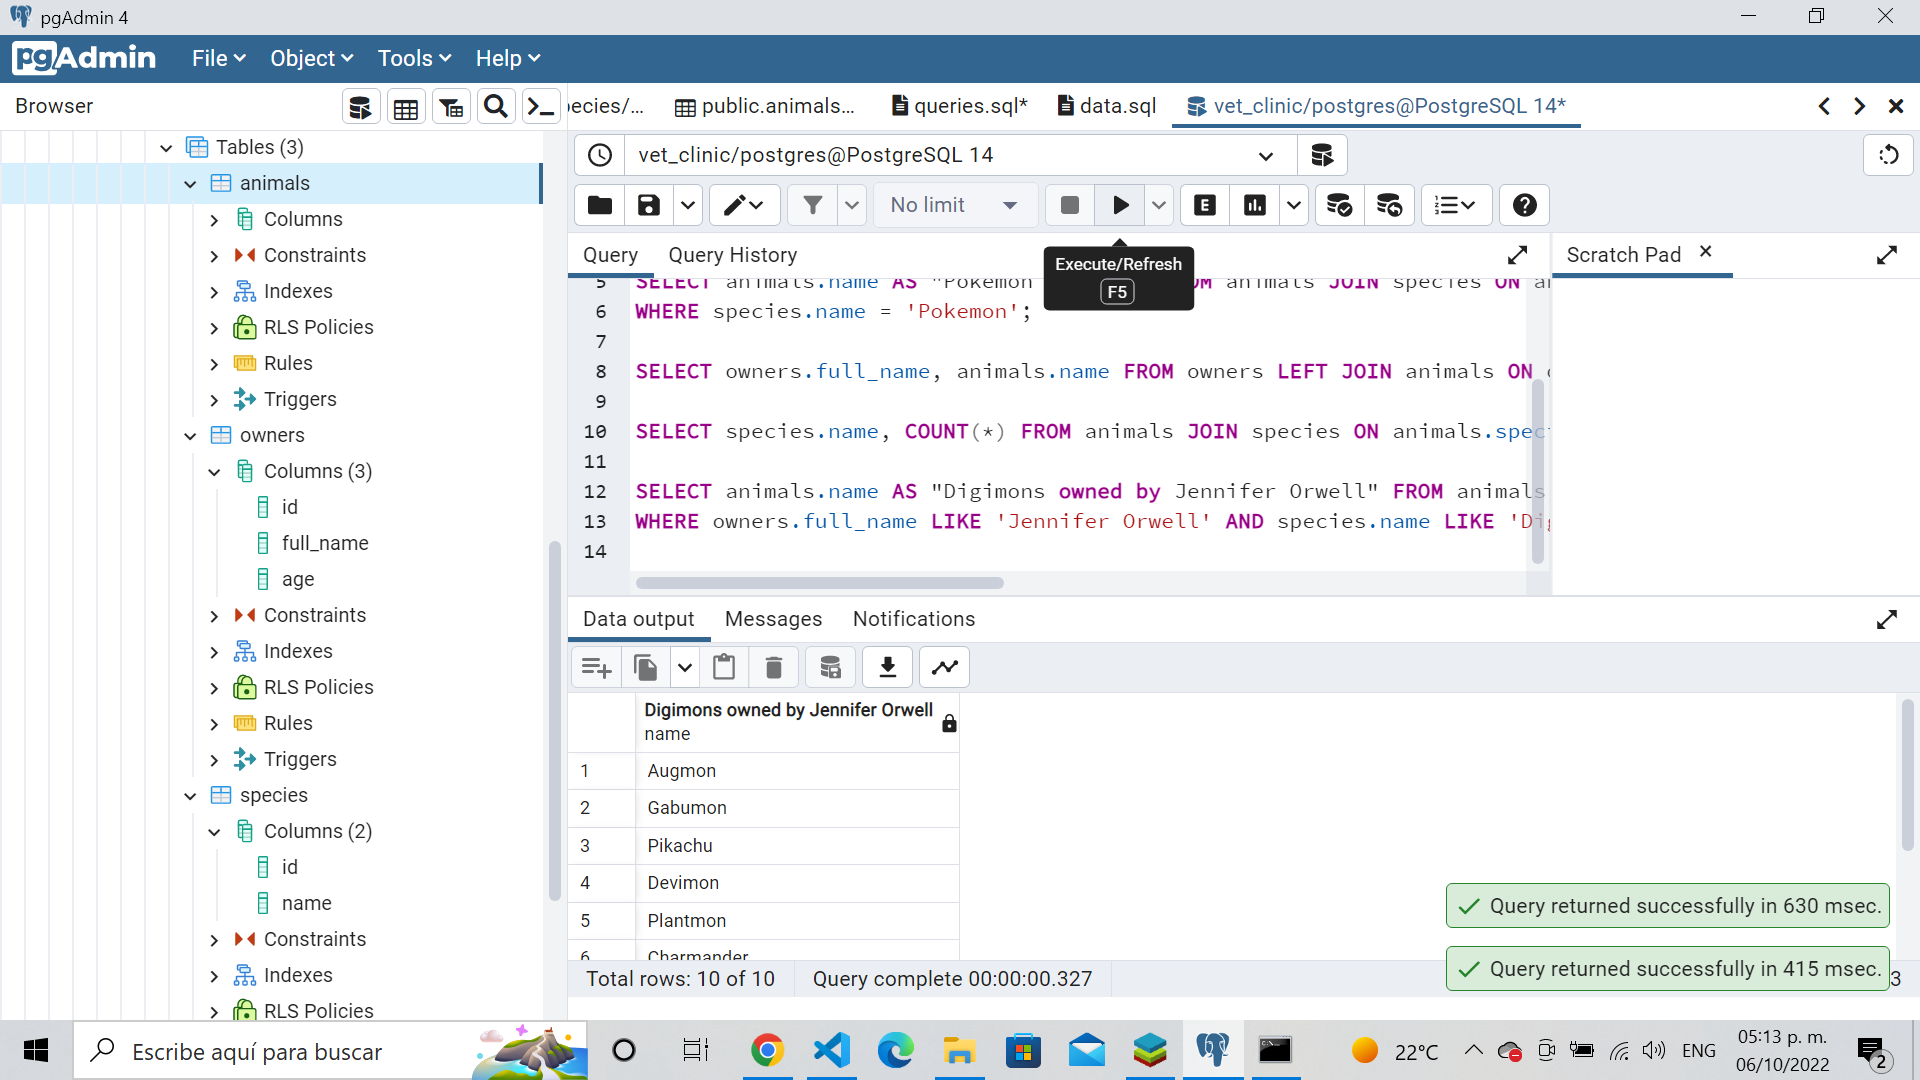 pgAdmin 4
pgAdmin File Object Tools Help
Browser
public.animals... queries.sql* data.sql vet_clinic/postgres@PostgreSQL 14*
vet_clinic/postgres@PostgreSQL 14
No limit
E
Query Query History
Scratch Pad
Execute/Refresh
F5
5 SELECT animals.name AS "Pokemon animals JOIN species ON
6 WHERE species.name = 'Pokemon';
7
8 SELECT owners.full_name, animals.name FROM owners LEFT JOIN animals ON
9
10 SELECT species.name, COUNT(*) FROM animals JOIN species ON animals.spec
11
12 SELECT animals.name AS "Digimons owned by Jennifer Orwell" FROM animals
13 WHERE owners.full_name LIKE 'Jennifer Orwell' AND species.name LIKE 'Dig
14
Tables (3)
animals
Columns
Constraints
Indexes
RLS Policies
Rules
Triggers
owners
Columns (3)
id
full_name
age
Constraints
Indexes
RLS Policies
Rules
Triggers
species
Columns (2)
id
name
Constraints
Indexes
RLS Policies
Data output Messages Notifications
Digimons owned by Jennifer Orwell
name
1 Augmon
2 Gabumon
3 Pikachu
4 Devimon
5 Plantmon
6 Charmander
Query returned successfully in 630 msec.
Query returned successfully in 415 msec.
Total rows: 10 of 10 Query complete 00:00:00.327
3
Escribe aquí para buscar
22°C
ENG
05:13 p. m.
06/10/2022
2